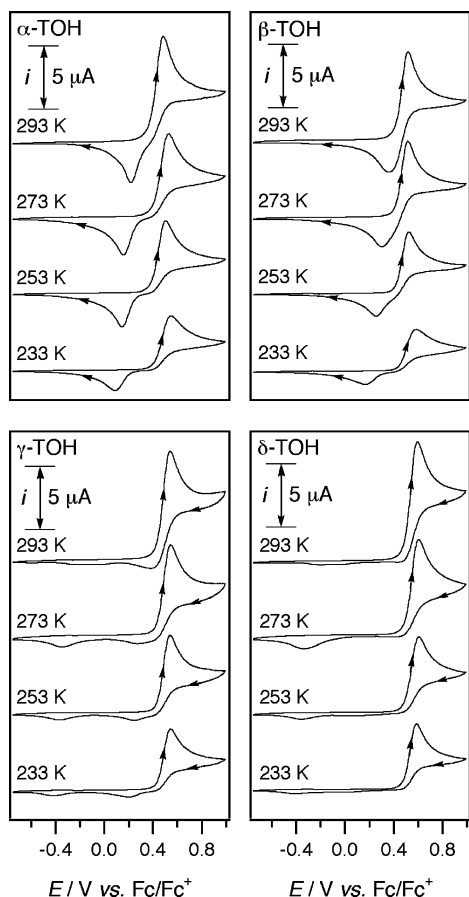 α-TOH
i 5 μA
293 K
273 K
253 K
233 K
β-TOH
i 5 μA
293 K
273 K
253 K
233 K
γ-TOH
i 5 μA
293 K
273 K
253 K
233 K
δ-TOH
i 5 μA
293 K
273 K
253 K
233 K
-0.4 0.0 0.4 0.8
-0.4 0.0 0.4 0.8
E / V vs. Fc/Fc⁺
E / V vs. Fc/Fc⁺